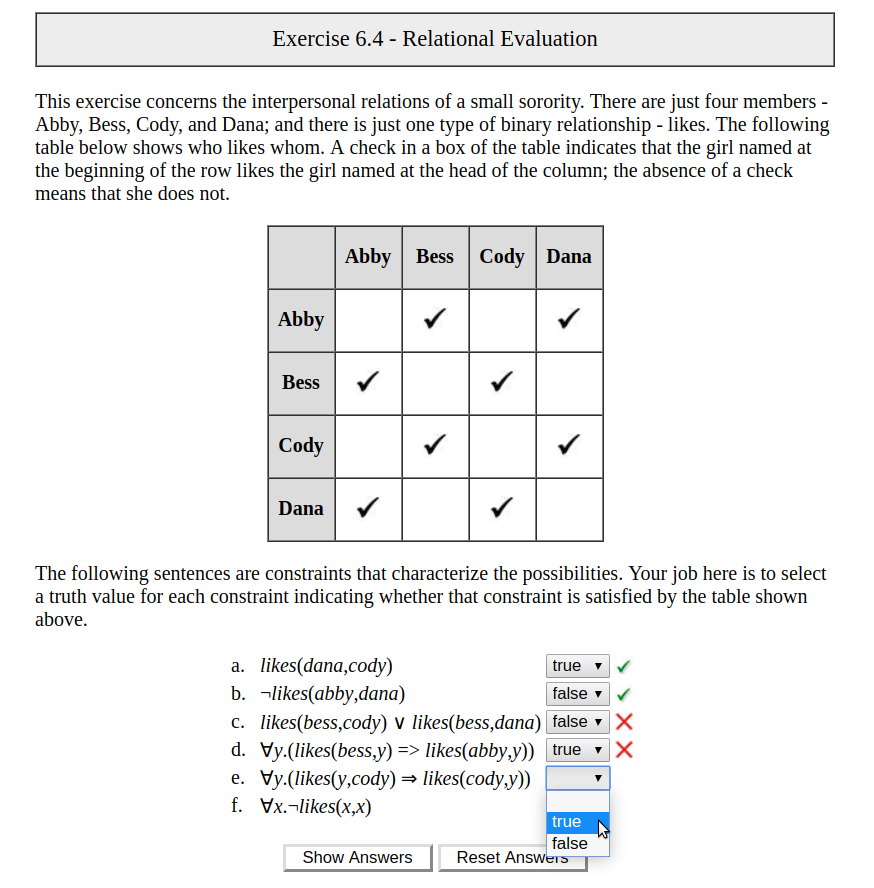 Exercise 6.4 - Relational Evaluation
This exercise concerns the interpersonal relations of a small sorority. There are just four members -
Abby, Bess, Cody, and Dana; and there is just one type of binary relationship - likes. The following
table below shows who likes whom. A check in a box of the table indicates that the girl named at
the beginning of the row likes the girl named at the head of the column; the absence of a check
means that she does not.
Abby Bess Cody Dana
Abby ✓ ✓
Bess ✓ ✓
Cody ✓ ✓
Dana ✓ ✓
The following sentences are constraints that characterize the possibilities. Your job here is to select
a truth value for each constraint indicating whether that constraint is satisfied by the table shown
above.
a. likes(dana,cody) true ▼ ✓
b. ¬likes(abby,dana) false ▼ ✓
c. likes(bess,cody) ∨ likes(bess,dana) false ▼ ✕
d. ∀y.(likes(bess,y) => likes(abby,y)) true ▼ ✕
e. ∀y.(likes(y,cody) ⇒ likes(cody,y)) ▼
f. ∀x.¬likes(x,x)
true
false
Show Answers Reset Answers